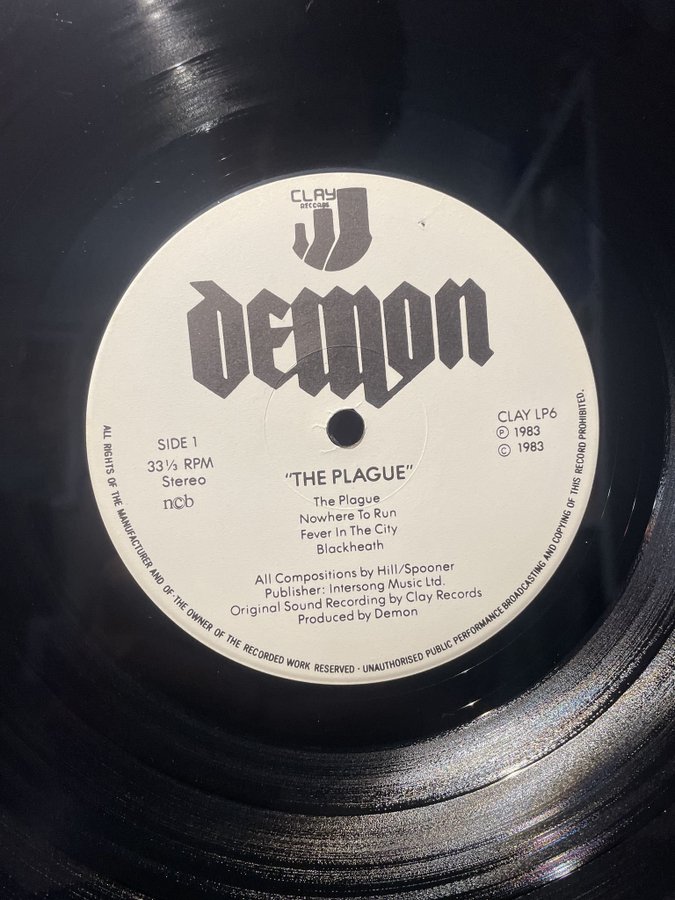 CLAY
RECORDS
DEMON
SIDE 1
33⅓ RPM
Stereo
n©b
CLAY LP6
℗ 1983
© 1983
"THE PLAGUE"
The Plague
Nowhere To Run
Fever In The City
Blackheath
All Compositions by Hill/Spooner
Publisher: Intersong Music Ltd.
Original Sound Recording by Clay Records
Produced by Demon
ALL RIGHTS OF THE MANUFACTURER AND OF THE OWNER OF THE RECORDED WORK RESERVED · UNAUTHORISED PUBLIC PERFORMANCE BROADCASTING AND COPYING OF THIS RECORD PROHIBITED.